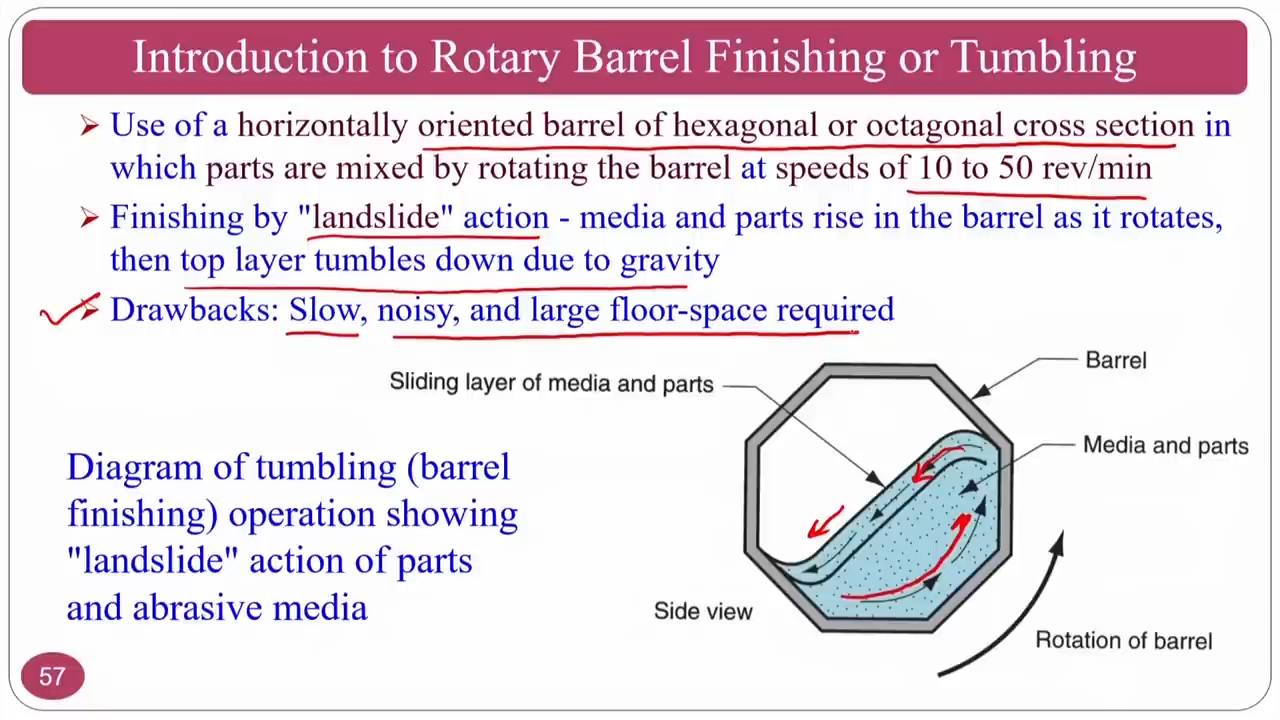 Introduction to Rotary Barrel Finishing or Tumbling
Use of a horizontally oriented barrel of hexagonal or octagonal cross section in
which parts are mixed by rotating the barrel at speeds of 10 to 50 rev/min
Finishing by "landslide" action - media and parts rise in the barrel as it rotates,
then top layer tumbles down due to gravity
Drawbacks: Slow, noisy, and large floor-space required
Barrel
Sliding layer of media and parts
Media and parts
Diagram of tumbling (barrel
finishing) operation showing
"landslide" action of parts
and abrasive media
Side view
Rotation of barrel
57